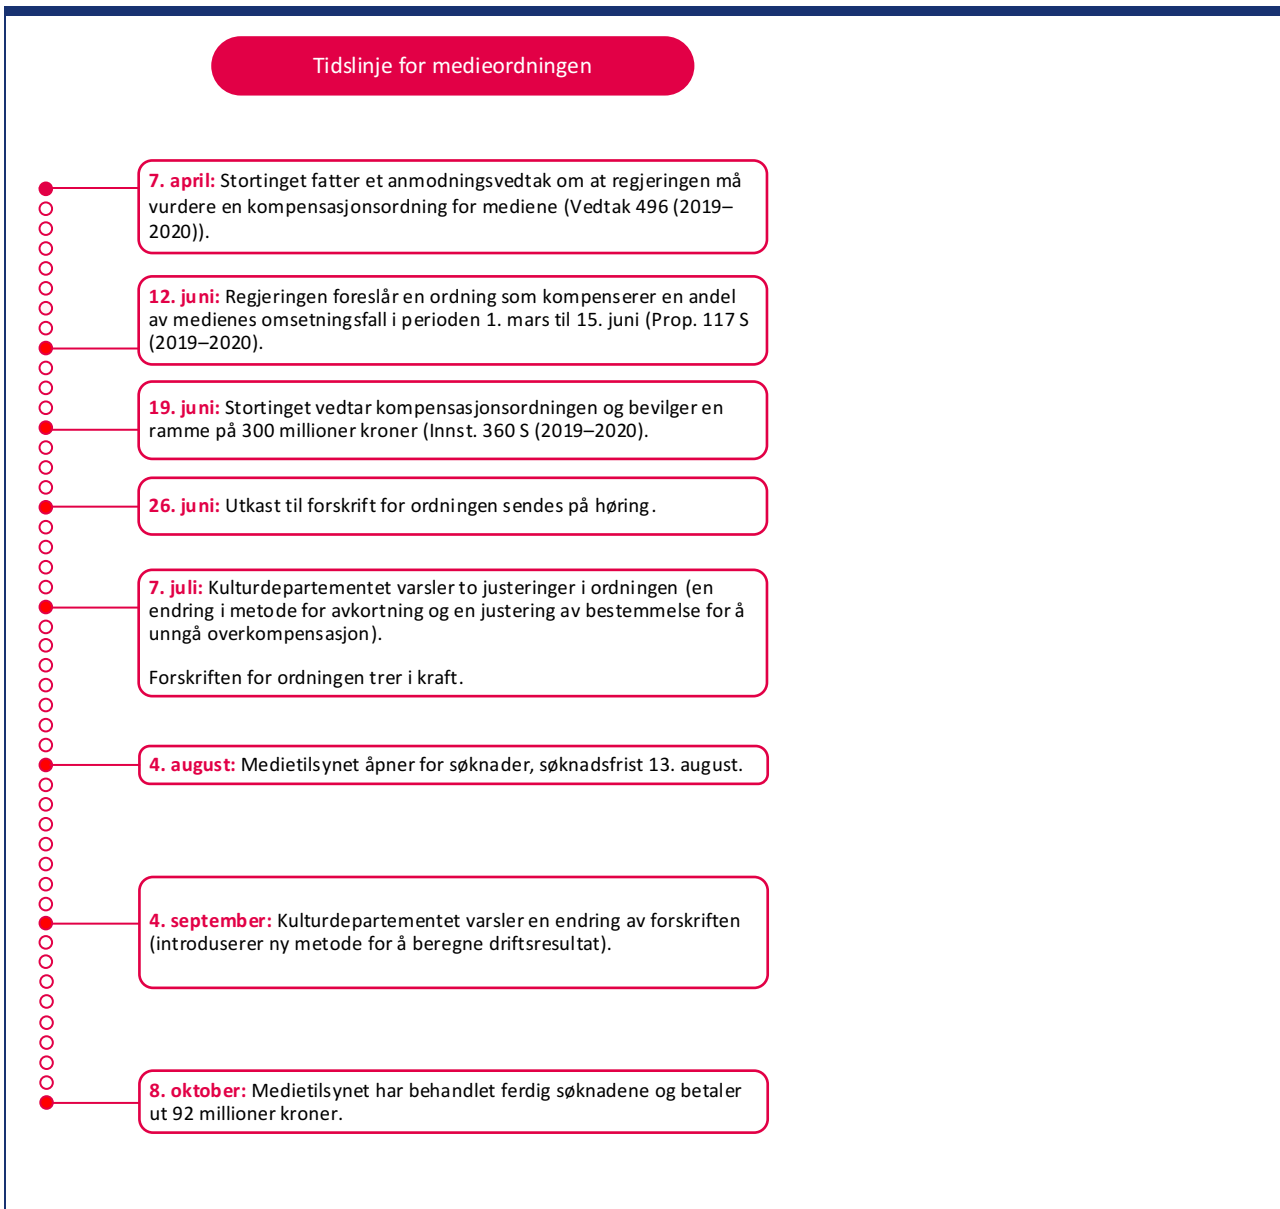 Tidslinje for medieordningen
7. april: Stortinget fatter et anmodningsvedtak om at regjeringen må
vurdere en kompensasjonsordning for mediene (Vedtak 496 (2019–
2020)).
12. juni: Regjeringen foreslår en ordning som kompenserer en andel
av medienes omsetningsfall i perioden 1. mars til 15. juni (Prop. 117 S
(2019–2020).
19. juni: Stortinget vedtar kompensasjonsordningen og bevilger en
ramme på 300 millioner kroner (Innst. 360 S (2019–2020).
26. juni: Utkast til forskrift for ordningen sendes på høring.
7. juli: Kulturdepartementet varsler to justeringer i ordningen (en
endring i metode for avkortning og en justering av bestemmelse for å
unngå overkompensasjon).
Forskriften for ordningen trer i kraft.
4. august: Medietilsynet åpner for søknader, søknadsfrist 13. august.
4. september: Kulturdepartementet varsler en endring av forskriften
(introduserer ny metode for å beregne driftsresultat).
8. oktober: Medietilsynet har behandlet ferdig søknadene og betaler
ut 92 millioner kroner.